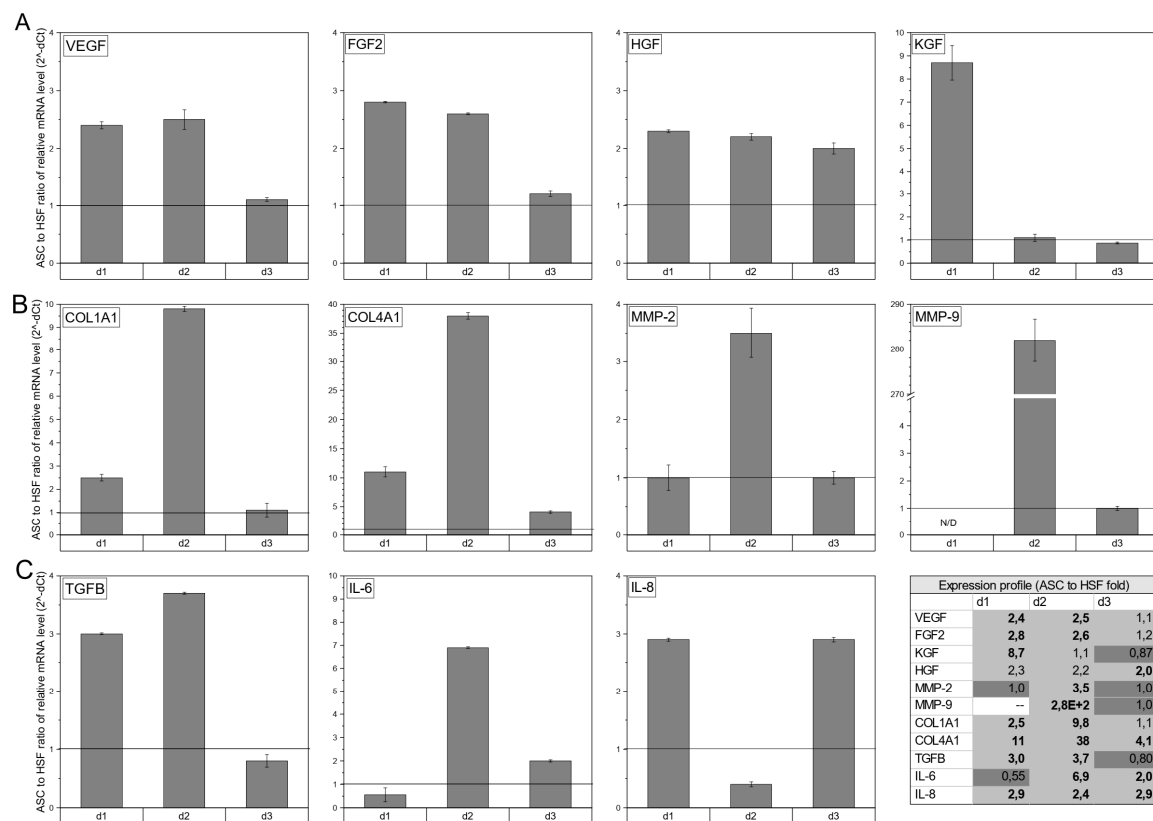 A
ASC to HSF ratio of relative mRNA level (2^-dCt)
VEGF
4
3
2
1
0
d1 d2 d3
FGF2
4
3
2
1
0
d1 d2 d3
HGF
4
3
2
1
0
d1 d2 d3
KGF
10
9
8
7
6
5
4
3
2
1
0
d1 d2 d3
B
ASC to HSF ratio of relative mRNA level (2^-dCt)
COL1A1
10
9
8
7
6
5
4
3
2
1
0
d1 d2 d3
COL4A1
40
35
30
25
20
15
10
5
0
d1 d2 d3
MMP-2
4
3
2
1
0
d1 d2 d3
MMP-9
290
280
270
5
4
3
2
1
0
N/D
d1 d2 d3
C
ASC to HSF ratio of relative mRNA level (2^-dCt)
TGFB
4
3
2
1
0
d1 d2 d3
IL-6
10
9
8
7
6
5
4
3
2
1
0
d1 d2 d3
IL-8
4
3
2
1
0
d1 d2 d3
Expression profile (ASC to HSF fold)
d1 d2 d3
VEGF 2,4 2,5 1,1
FGF2 2,8 2,6 1,2
KGF 8,7 1,1 0,87
HGF 2,3 2,2 2,0
MMP-2 1,0 3,5 1,0
MMP-9 -- 2,8E+2 1,0
COL1A1 2,5 9,8 1,1
COL4A1 11 38 4,1
TGFB 3,0 3,7 0,80
IL-6 0,55 6,9 2,0
IL-8 2,9 2,4 2,9